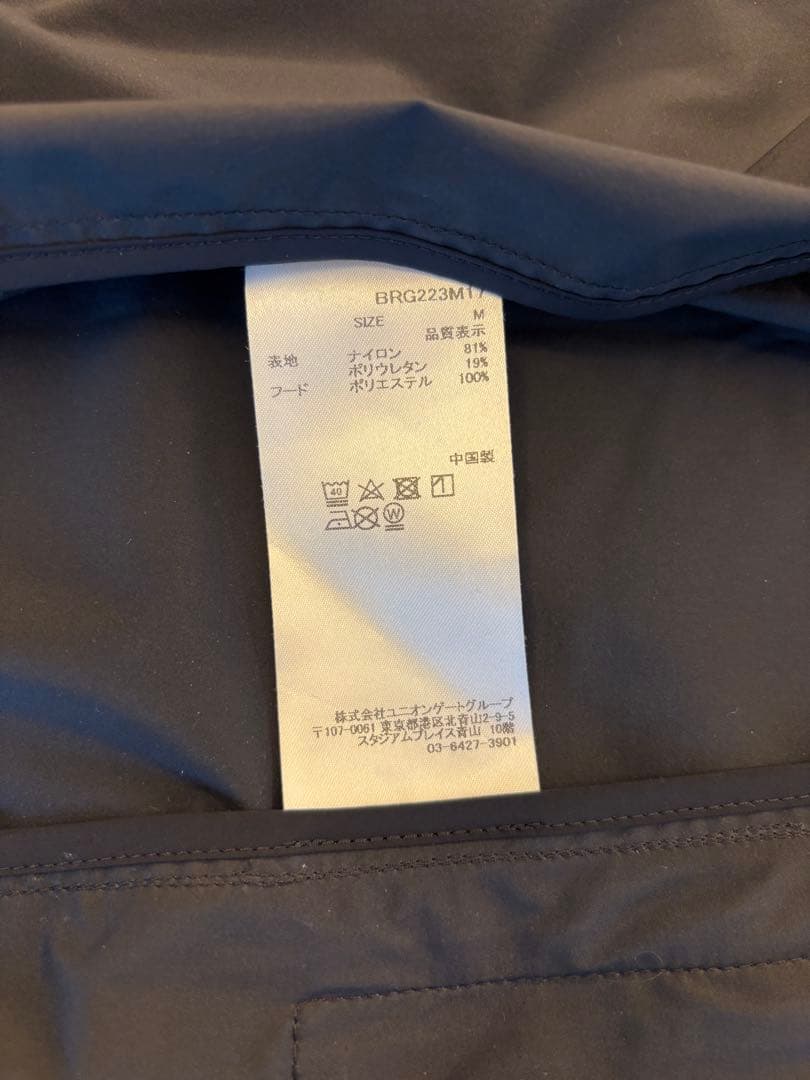 BRG223M17
SIZE M
品質表示
表地 ナイロン 81%
ポリウレタン 19%
フード ポリエステル 100%
中国製
40
W
株式会社ユニオンゲートグループ
〒107-0061 東京都港区北青山2-9-5
スタジアムプレイス青山 10階
03-6427-3901